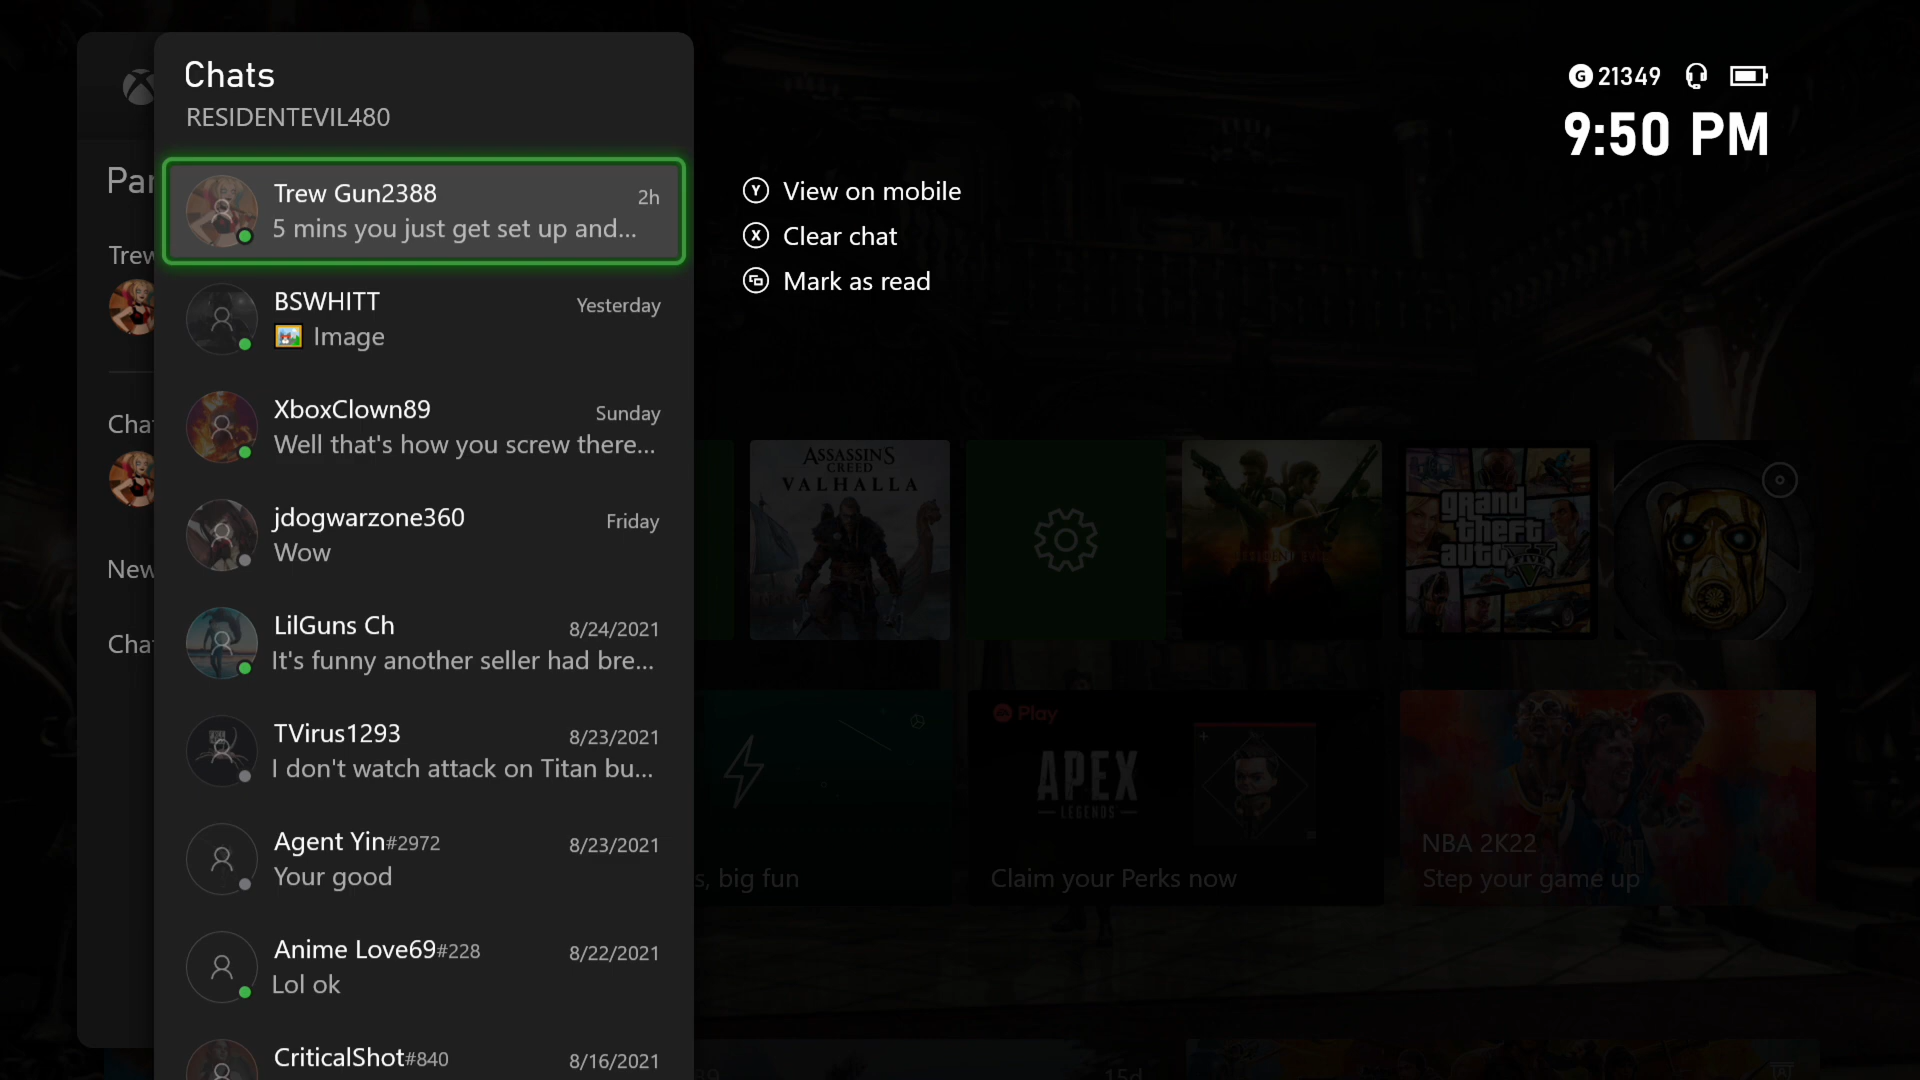 Chats
RESIDENTEVIL480
Trew Gun2388
2h
5 mins you just get set up and...
BSWHITT
Yesterday
Image
XboxClown89
Sunday
Well that's how you screw there...
jdogwarzone360
Friday
Wow
LilGuns Ch
8/24/2021
It's funny another seller had bre...
TVirus1293
8/23/2021
I don't watch attack on Titan bu...
Agent Yin#2972
8/23/2021
Your good
Anime Love69#228
8/22/2021
Lol ok
CriticalShot#840
8/16/2021
Par
Trew
Cha
New
Cha
Y View on mobile
X Clear chat
Mark as read
G 21349
9:50 PM
ASSASSIN'S
CREED
VALHALLA
RESIDENT EVIL
grand
theft
auto V
s, big fun
EA Play
APEX
LEGENDS
Claim your Perks now
NBA 2K22
Step your game up
15d